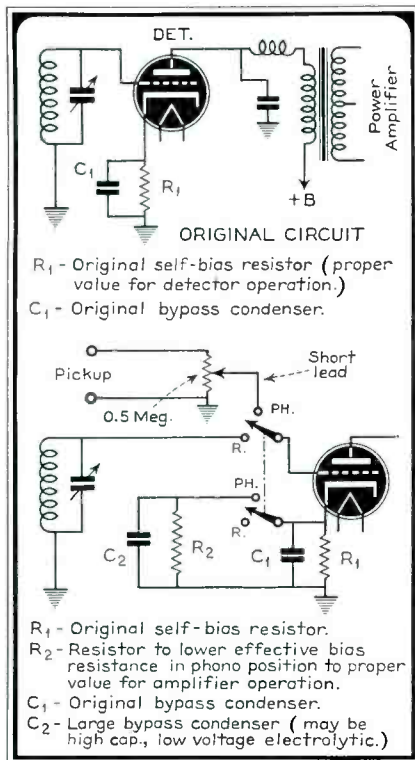 DET.
Power
Amplifier
C1
R1
+B
ORIGINAL CIRCUIT
R1 - Original self-bias resistor (proper
value for detector operation.)
C1 - Original bypass condenser.
Pickup
0.5 Meg.
Short
lead
PH.
R.
PH.
R.
C2
R2
C1
R1
R1 - Original self-bias resistor.
R2 - Resistor to lower effective bias
resistance in phono position to proper
value for amplifier operation.
C1 - Original bypass condenser.
C2 - Large bypass condenser (may be
high cap., low voltage electrolytic.)